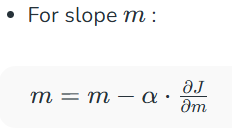 • For slope m :
m = m − α · ∂J/∂m